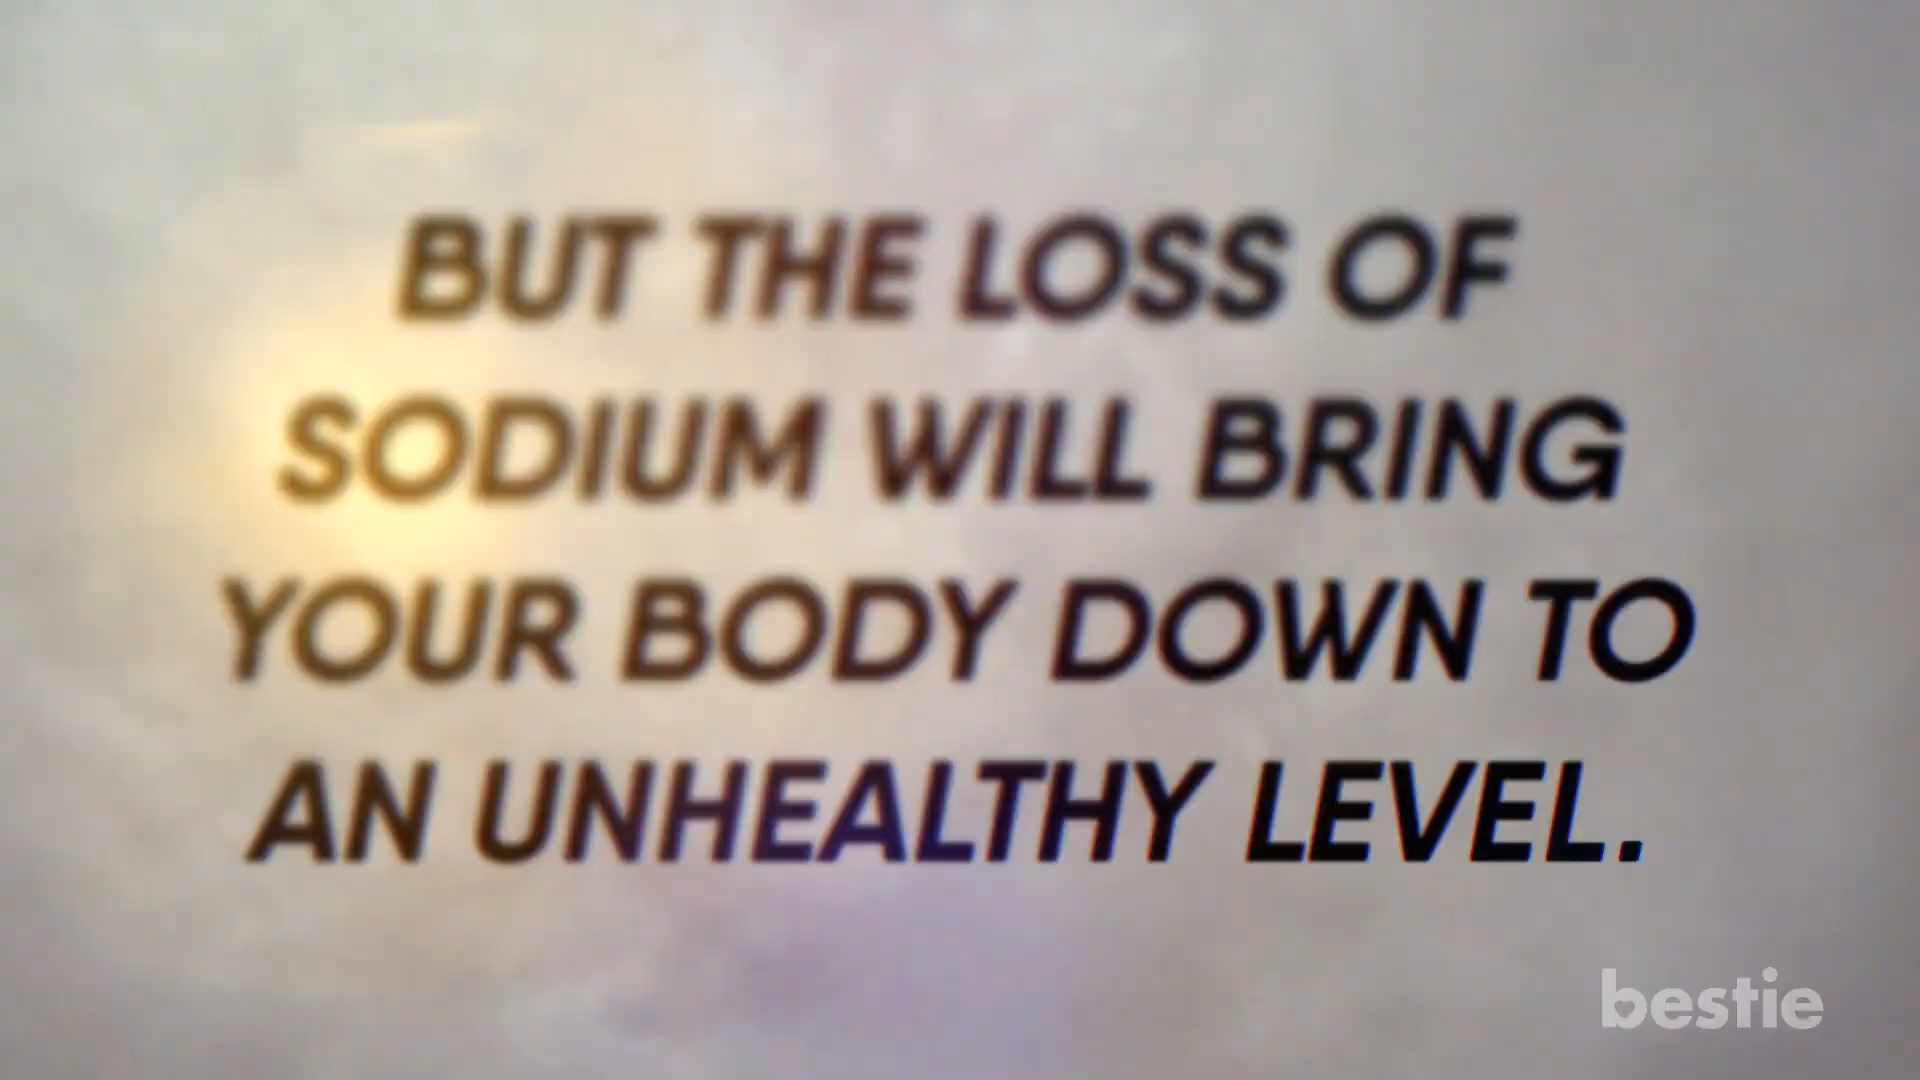 BUT THE LOSS OF
SODIUM WILL BRING
YOUR BODY DOWN TO
AN UNHEALTHY LEVEL.
bestie